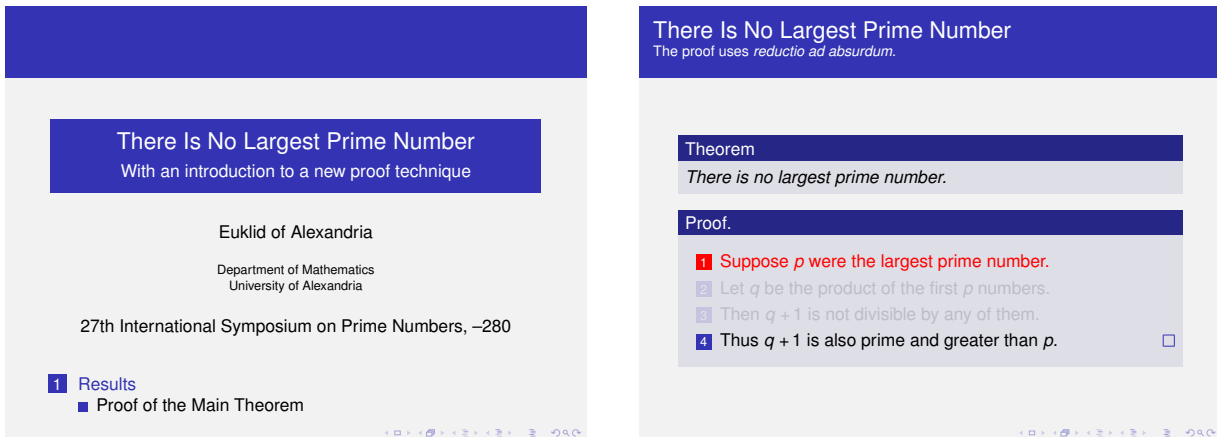 There Is No Largest Prime Number
With an introduction to a new proof technique
Euklid of Alexandria
Department of Mathematics
University of Alexandria
27th International Symposium on Prime Numbers, –280
1 Results
Proof of the Main Theorem
There Is No Largest Prime Number
The proof uses reductio ad absurdum.
Theorem
There is no largest prime number.
Proof.
1 Suppose p were the largest prime number.
2 Let q be the product of the first p numbers.
3 Then q + 1 is not divisible by any of them.
4 Thus q + 1 is also prime and greater than p.